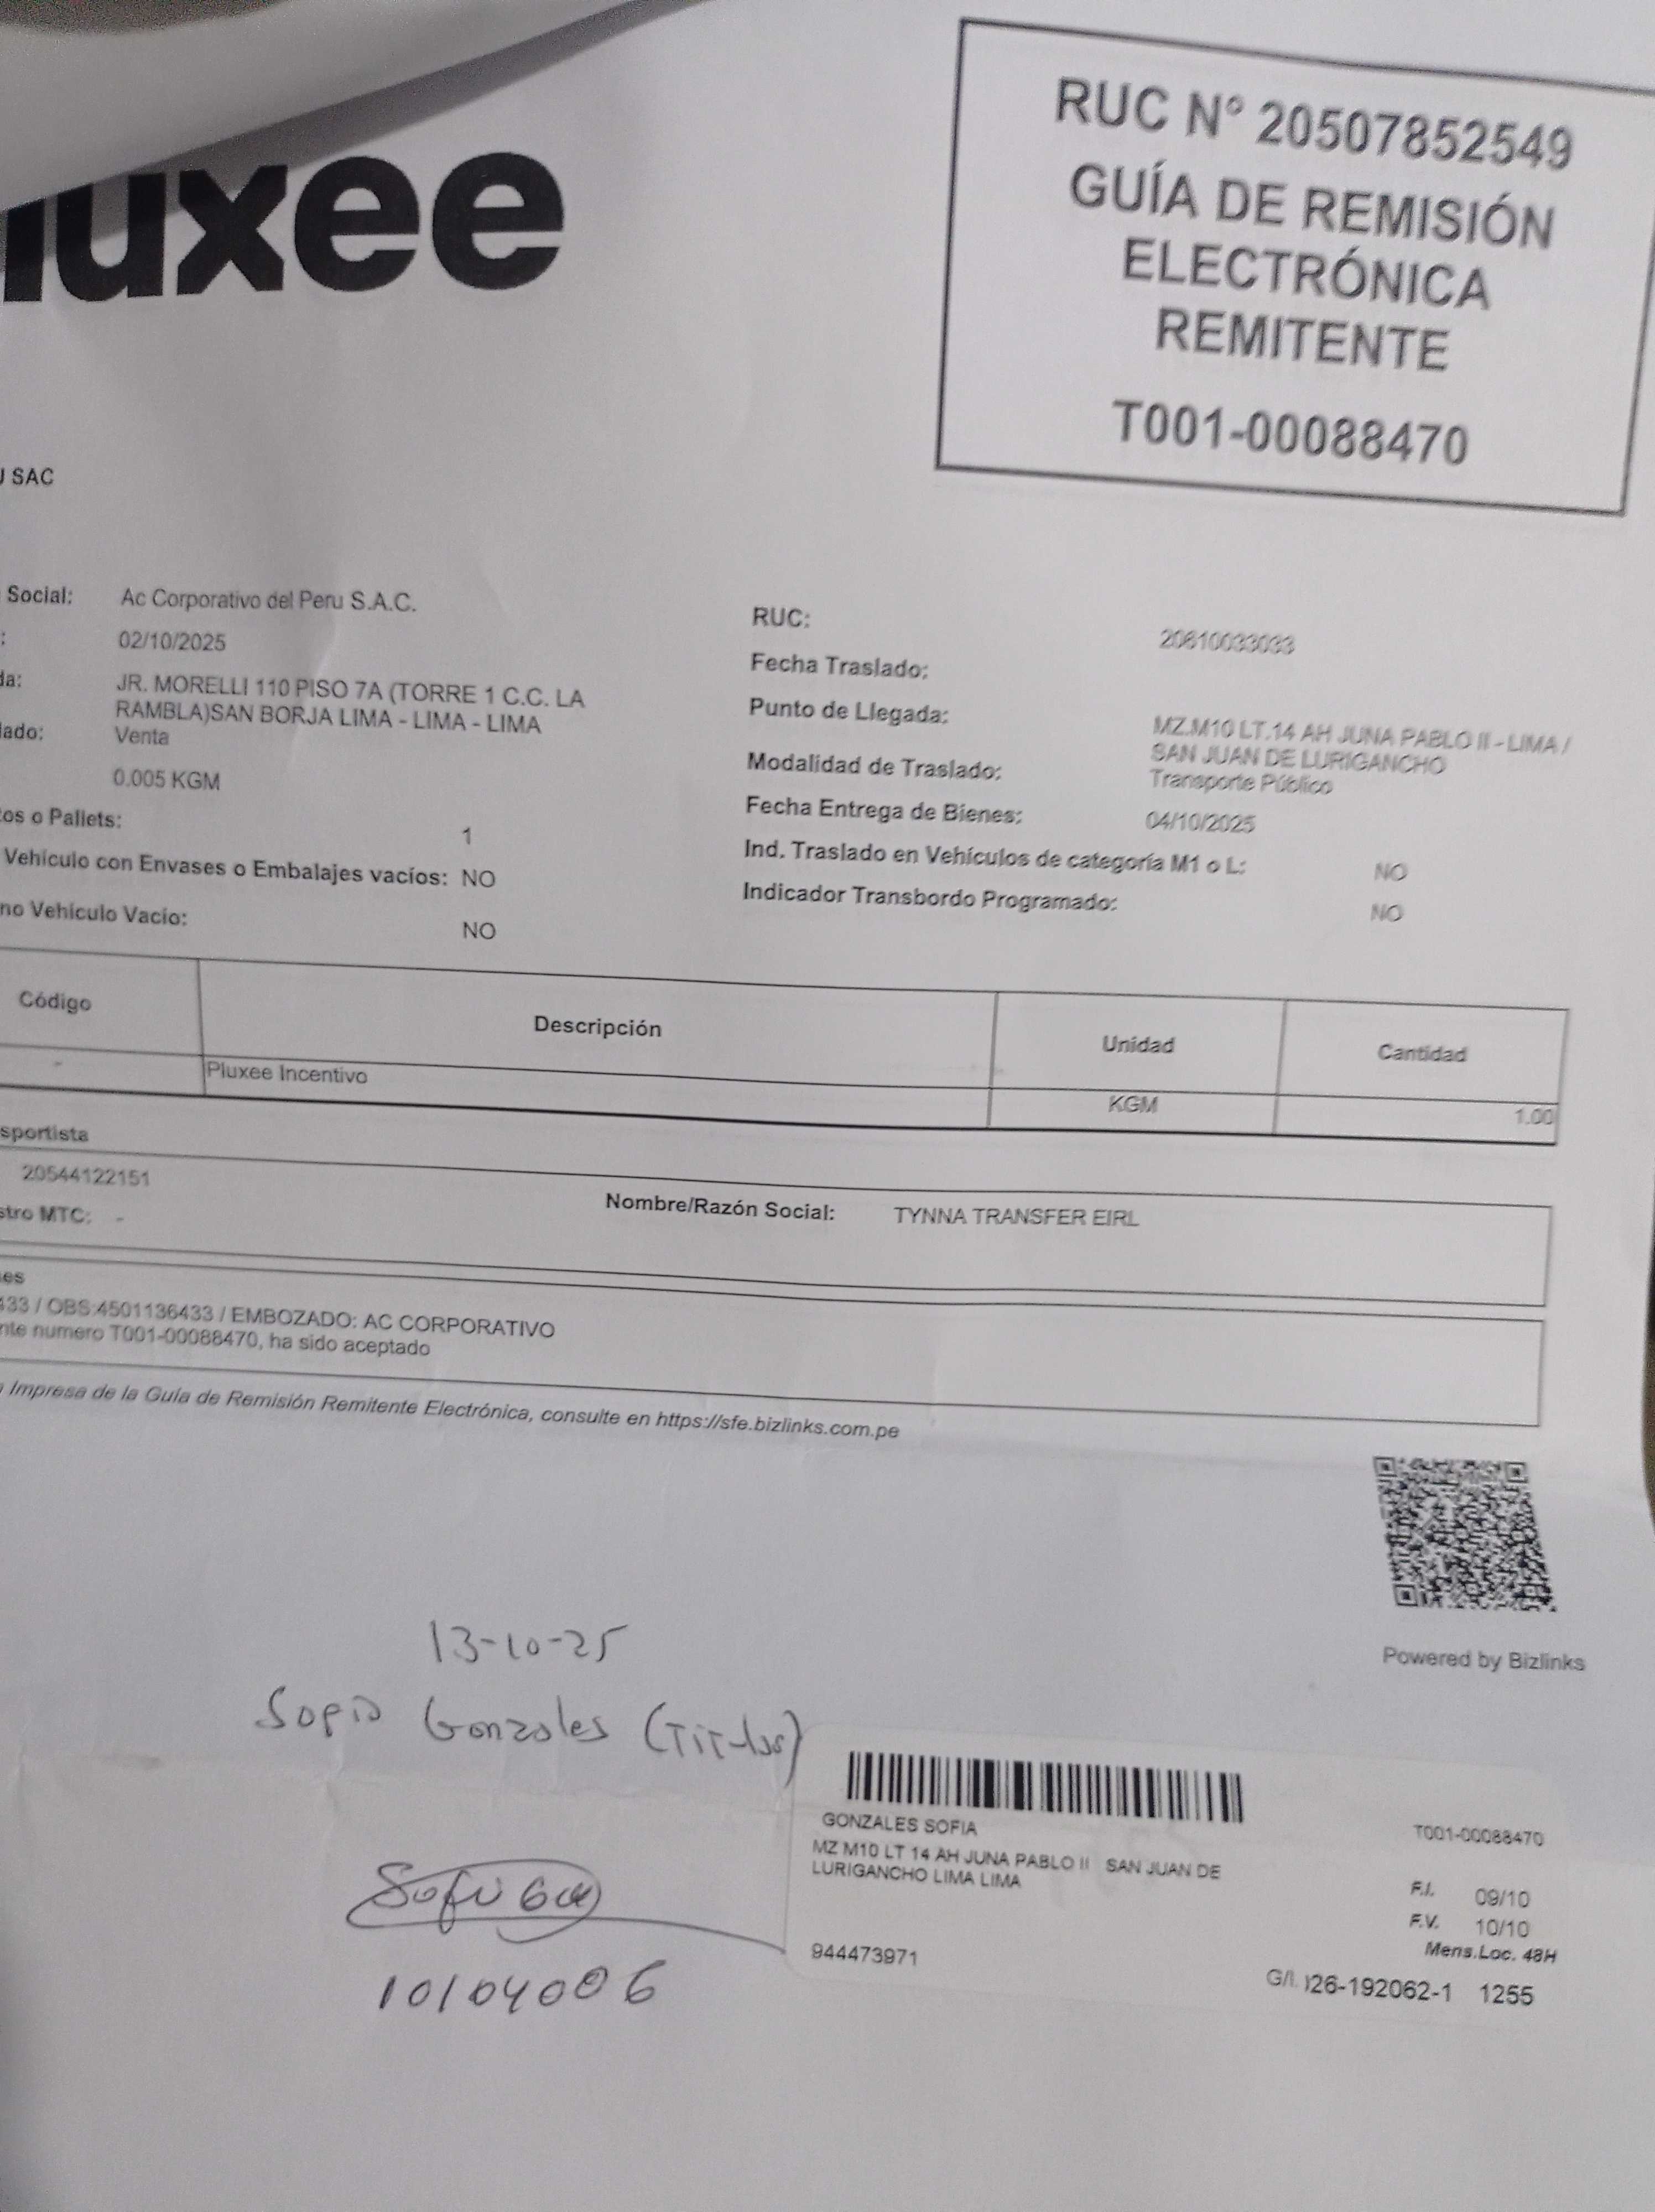 luxee
RUC N° 20507852549
GUÍA DE REMISIÓN
ELECTRÓNICA
REMITENTE
T001-00088470
SAC
Social: Ac Corporativo del Peru S.A.C.
: 02/10/2025
da: JR. MORELLI 110 PISO 7A (TORRE 1 C.C. LA
RAMBLA)SAN BORJA LIMA - LIMA - LIMA
lado: Venta
0.005 KGM
tos o Pallets: 1
Vehículo con Envases o Embalajes vacíos: NO
no Vehículo Vacío: NO
RUC: 20610033033
Fecha Traslado:
Punto de Llegada: MZ.M10 LT.14 AH JUNA PABLO II - LIMA /
SAN JUAN DE LURIGANCHO
Modalidad de Traslado: Transporte Público
Fecha Entrega de Bienes: 04/10/2025
Ind. Traslado en Vehículos de categoría M1 o L: NO
Indicador Transbordo Programado: NO
Código Descripción Unidad Cantidad
- Pluxee Incentivo KGM 1.00
sportista
20544122151 Nombre/Razón Social: TYNNA TRANSFER EIRL
stro MTC: -
es
433 / OBS:4501136433 / EMBOZADO: AC CORPORATIVO
nte numero T001-00088470, ha sido aceptado
Impresa de la Guía de Remisión Remitente Electrónica, consulte en https://sfe.bizlinks.com.pe
Powered by Bizlinks
13-10-25
Sofia Gonzales (Titular)
10104006
GONZALES SOFIA T001-00088470
MZ M10 LT 14 AH JUNA PABLO II SAN JUAN DE
LURIGANCHO LIMA LIMA
F.I. 09/10
F.V. 10/10
944473971 Mens.Loc. 48H
G/I. 026-192062-1 1255